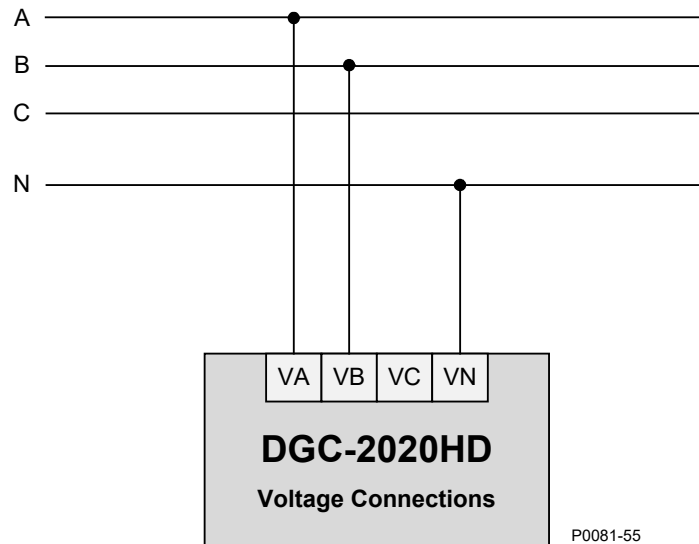 A
B
C
N
VA VB VC VN
DGC-2020HD
Voltage Connections
P0081-55